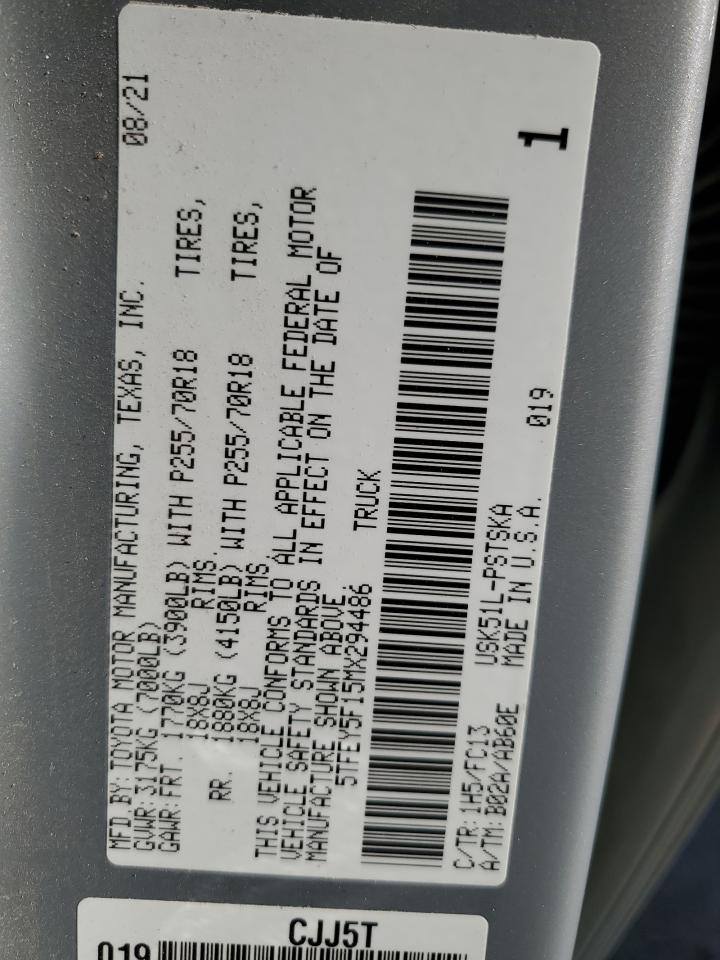 MFD.BY:TOYOTA MOTOR MANUFACTURING, TEXAS, INC. 08/21
GVWR:3175KG(7000LB)
GAWR:FRT. 1770KG(3900LB)WITH P255/70R18 TIRES,
18X8J RIMS.
RR. 1880KG(4150LB)WITH P255/70R18 TIRES,
18X8J RIMS.
THIS VEHICLE CONFORMS TO ALL APPLICABLE FEDERAL MOTOR
VEHICLE SAFETY STANDARDS IN EFFECT ON THE DATE OF
MANUFACTURE SHOWN ABOVE.
5TFEY5F15MX294486 TRUCK
C/TR:1H5/FC13 USK51L-PSTSKA 019
A/TM:B02A/AB60E MADE IN U.S.A.
1
CJJ5T
019